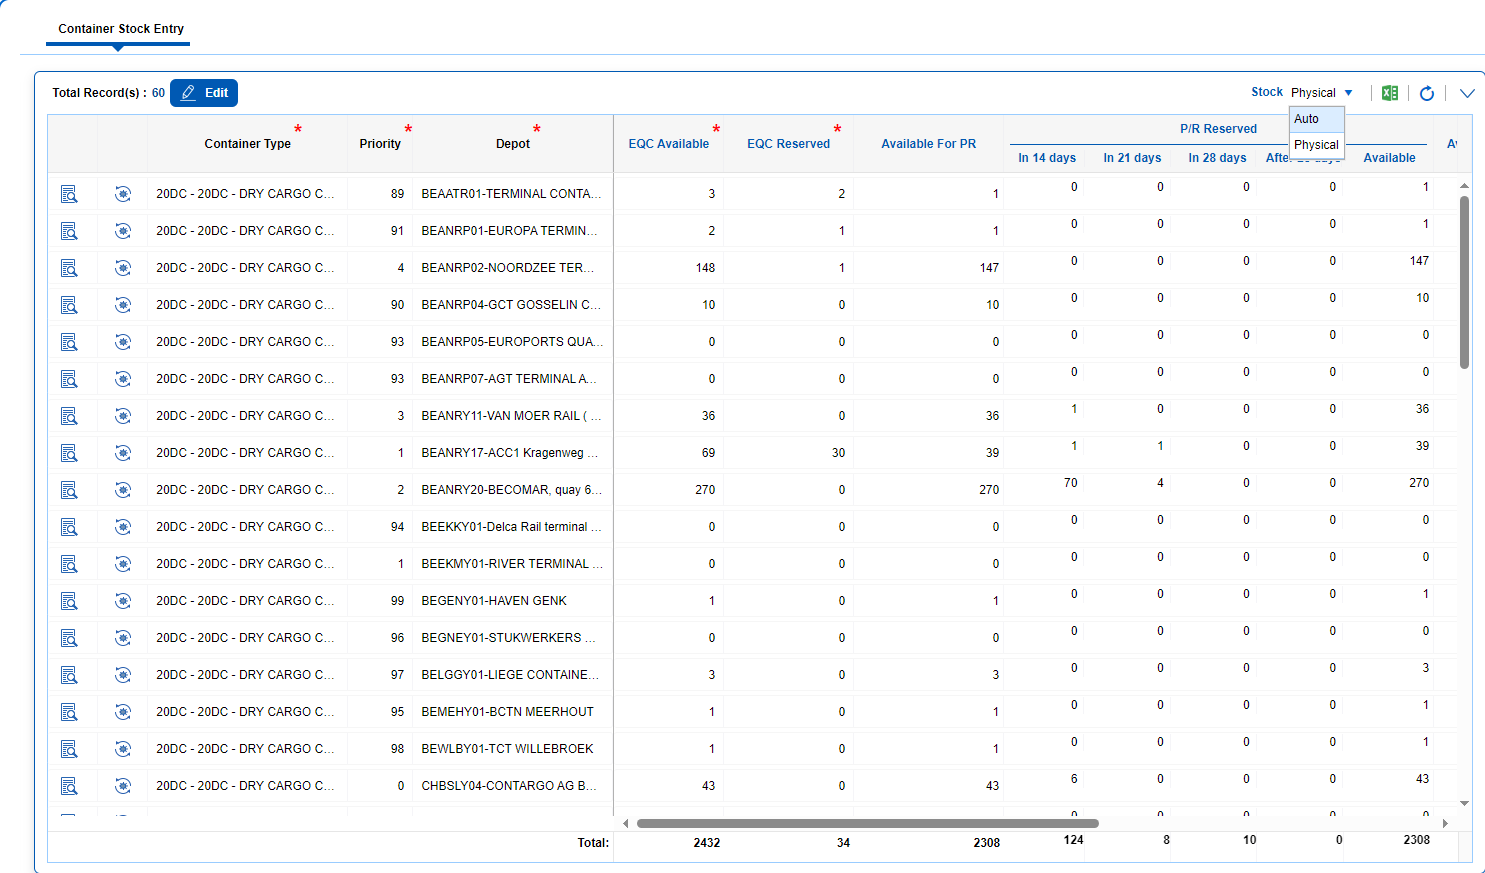 Container Stock Entry
Total Record(s) : 60 Edit Stock Physical
Auto
Physical
Container Type * Priority * Depot * EQC Available * EQC Reserved * Available For PR P/R Reserved
In 14 days In 21 days In 28 days Available
20DC - 20DC - DRY CARGO C... 89 BEAATR01-TERMINAL CONTA... 3 2 1 0 0 0 0 1
20DC - 20DC - DRY CARGO C... 91 BEANRP01-EUROPA TERMIN... 2 1 1 0 0 0 0 1
20DC - 20DC - DRY CARGO C... 4 BEANRP02-NOORDZEE TER... 148 1 147 0 0 0 0 147
20DC - 20DC - DRY CARGO C... 90 BEANRP04-GCT GOSSELIN C... 10 0 10 0 0 0 0 10
20DC - 20DC - DRY CARGO C... 93 BEANRP05-EUROPORTS QUA... 0 0 0 0 0 0 0 0
20DC - 20DC - DRY CARGO C... 93 BEANRP07-AGT TERMINAL A... 0 0 0 0 0 0 0 0
20DC - 20DC - DRY CARGO C... 3 BEANRY11-VAN MOER RAIL ( ... 36 0 36 1 0 0 0 36
20DC - 20DC - DRY CARGO C... 1 BEANRY17-ACC1 Kragenweg ... 69 30 39 1 1 0 0 39
20DC - 20DC - DRY CARGO C... 2 BEANRY20-BECOMAR, quay 6... 270 0 270 70 4 0 0 270
20DC - 20DC - DRY CARGO C... 94 BEEKKY01-Delca Rail terminal ... 0 0 0 0 0 0 0 0
20DC - 20DC - DRY CARGO C... 1 BEEKMY01-RIVER TERMINAL ... 0 0 0 0 0 0 0 0
20DC - 20DC - DRY CARGO C... 99 BEGENY01-HAVEN GENK 1 0 1 0 0 0 0 1
20DC - 20DC - DRY CARGO C... 96 BEGNEY01-STUKWERKERS ... 0 0 0 0 0 0 0 0
20DC - 20DC - DRY CARGO C... 97 BELGGY01-LIEGE CONTAINE... 3 0 3 0 0 0 0 3
20DC - 20DC - DRY CARGO C... 95 BEMEHY01-BCTN MEERHOUT 1 0 1 0 0 0 0 1
20DC - 20DC - DRY CARGO C... 98 BEWLBY01-TCT WILLEBROEK 1 0 1 0 0 0 0 1
20DC - 20DC - DRY CARGO C... 0 CHBSLY04-CONTARGO AG B... 43 0 43 6 0 0 0 43
Total: 2432 34 2308 124 8 10 0 2308